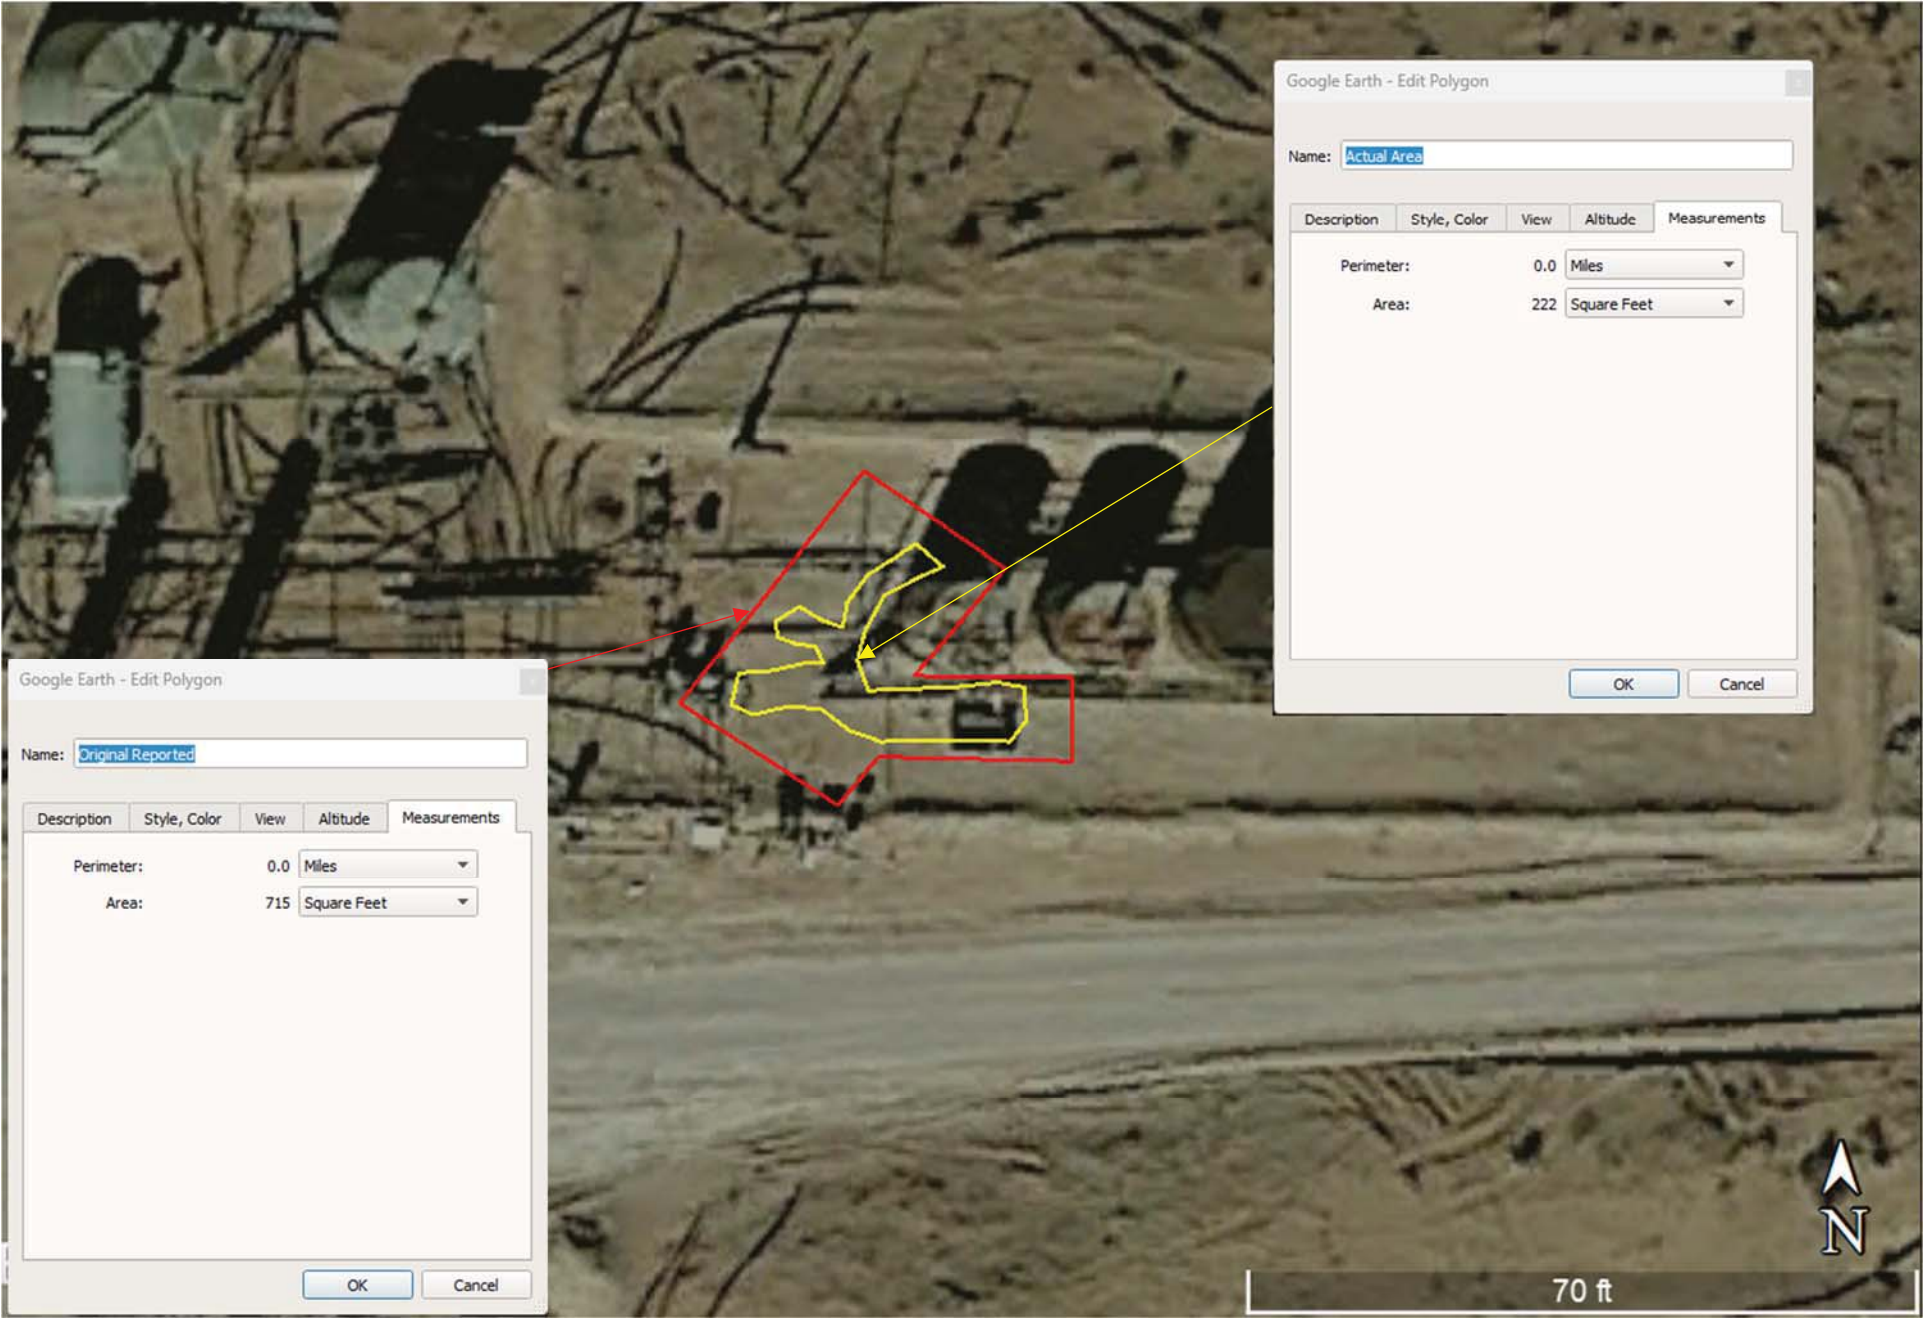 Google Earth - Edit Polygon
Name: Actual Area
Description Style, Color View Altitude Measurements
Perimeter: 0.0 Miles
Area: 222 Square Feet
OK Cancel
Google Earth - Edit Polygon
Name: Original Reported
Description Style, Color View Altitude Measurements
Perimeter: 0.0 Miles
Area: 715 Square Feet
OK Cancel
N
70 ft